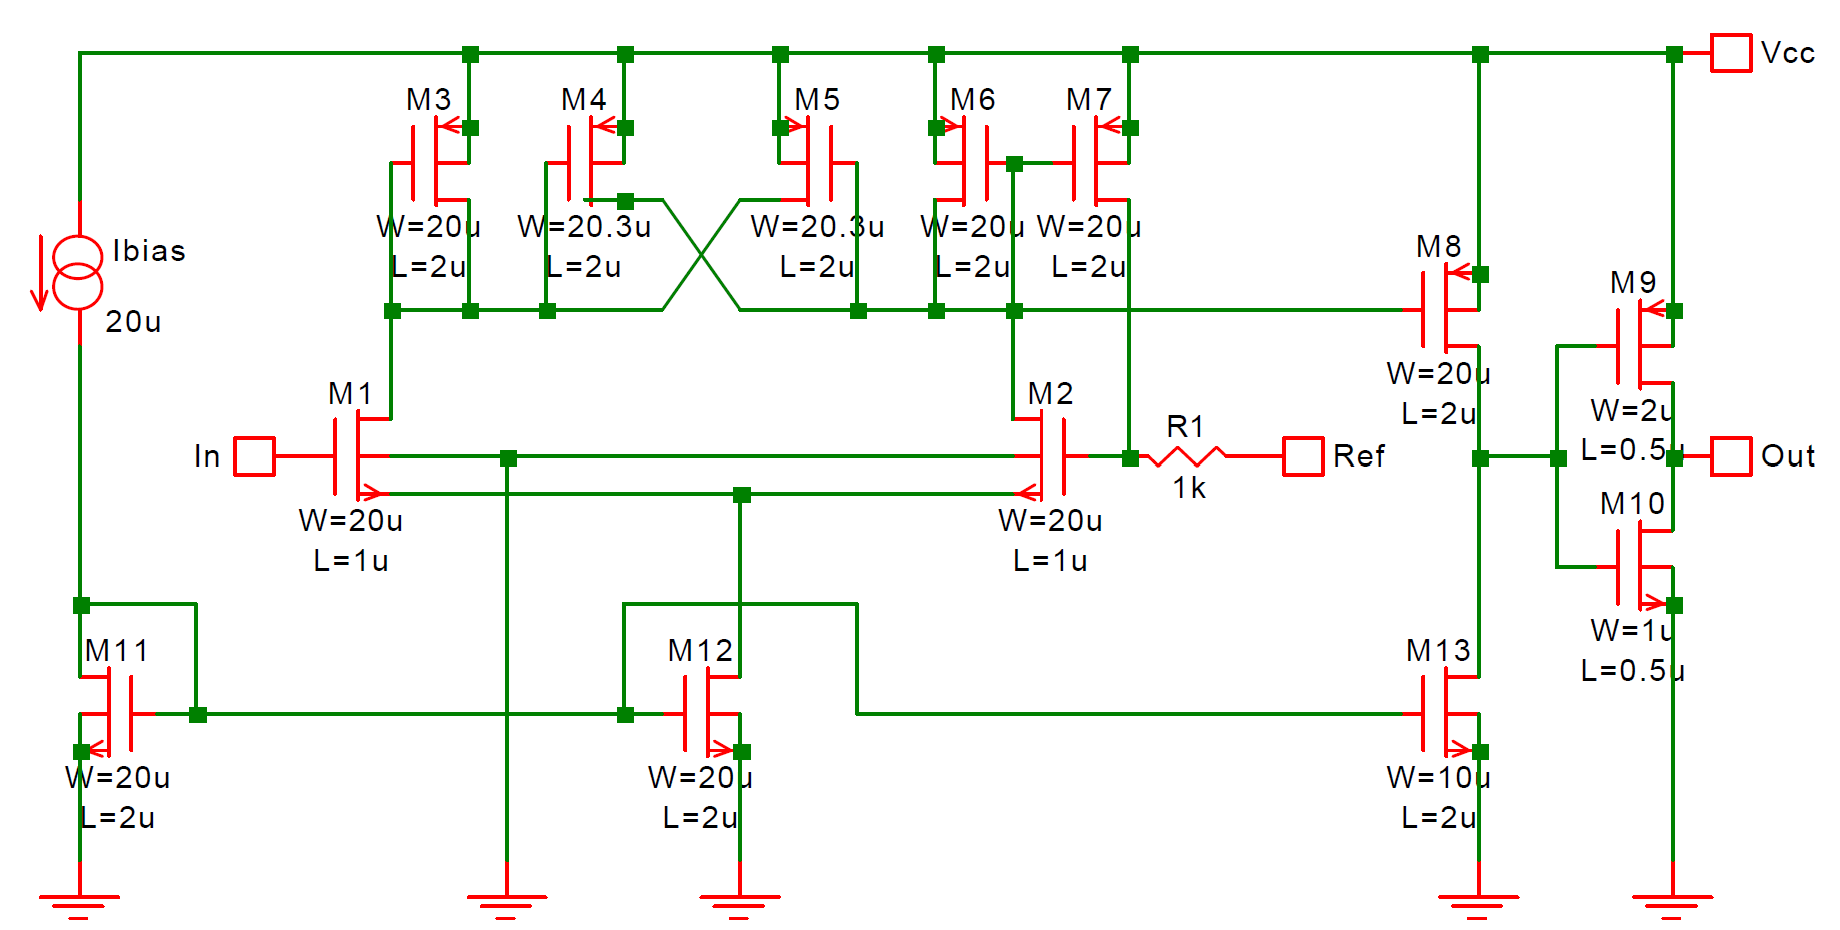 Vcc
M3
M4
M5
M6
M7
W=20u
L=2u
W=20.3u
L=2u
W=20.3u
L=2u
W=20u
L=2u
W=20u
L=2u
Ibias
20u
M8
W=20u
L=2u
M9
W=2u
L=0.5u
M1
In
W=20u
L=1u
M2
W=20u
L=1u
R1
1k
Ref
Out
M10
W=1u
L=0.5u
M11
W=20u
L=2u
M12
W=20u
L=2u
M13
W=10u
L=2u